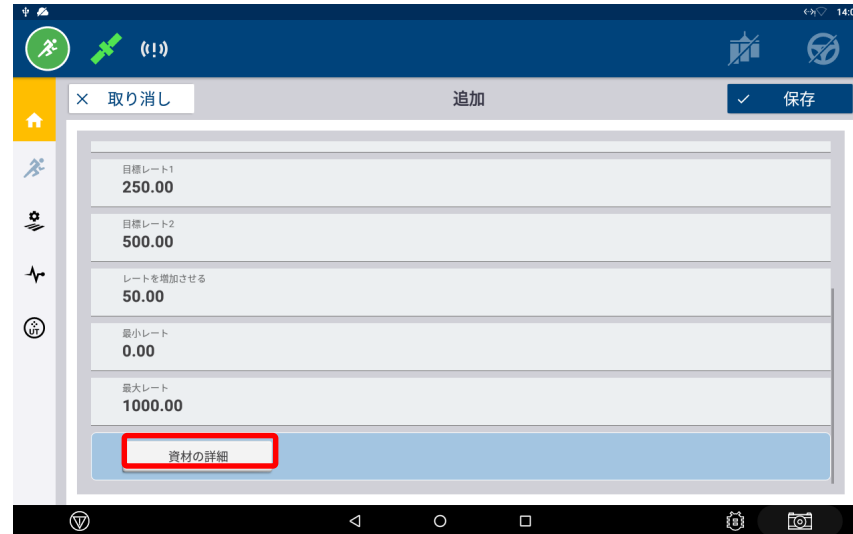 14:0
取り消し
追加
保存
目標レート1
250.00
目標レート2
500.00
レートを増加させる
50.00
最小レート
0.00
最大レート
1000.00
資材の詳細
UT